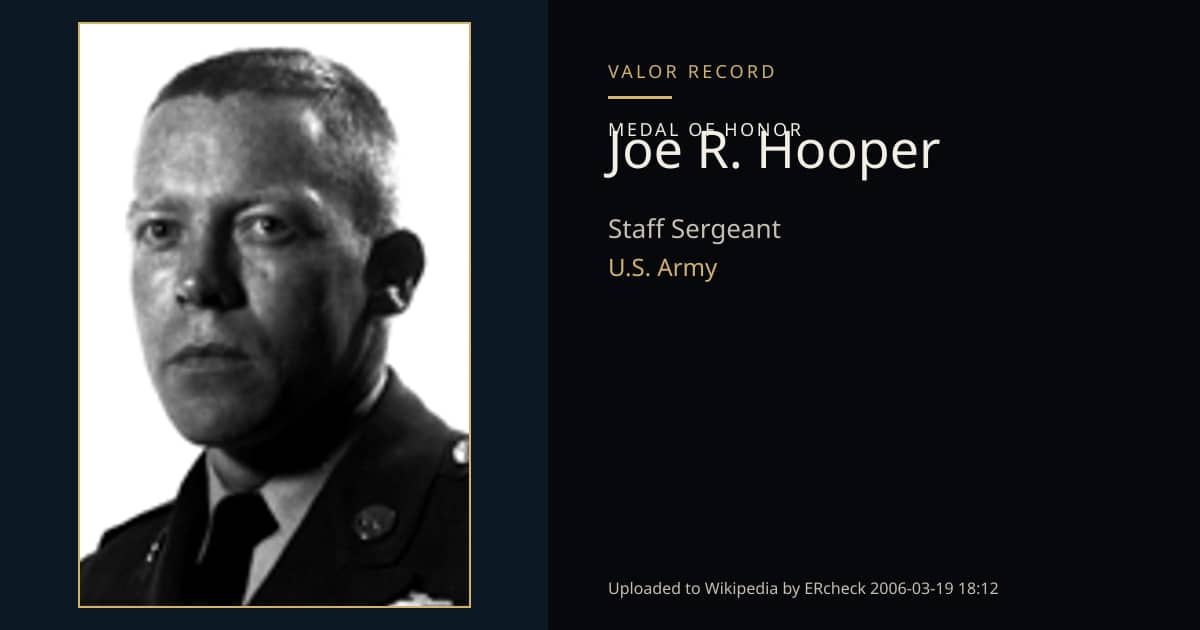 VALOR RECORD
MEDAL OF HONOR
Joe R. Hooper
Staff Sergeant
U.S. Army
Uploaded to Wikipedia by ERcheck 2006-03-19 18:12